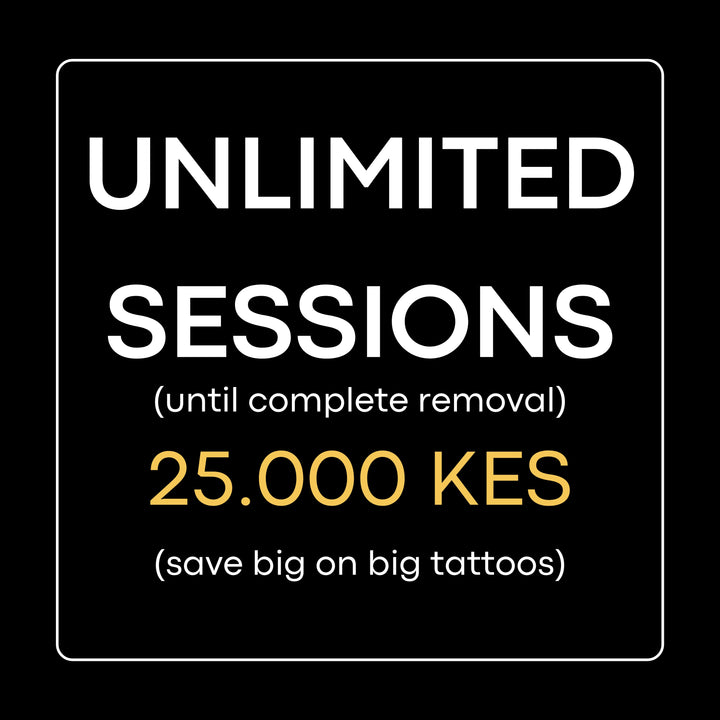 UNLIMITED
SESSIONS
(until complete removal)
25.000 KES
(save big on big tattoos)